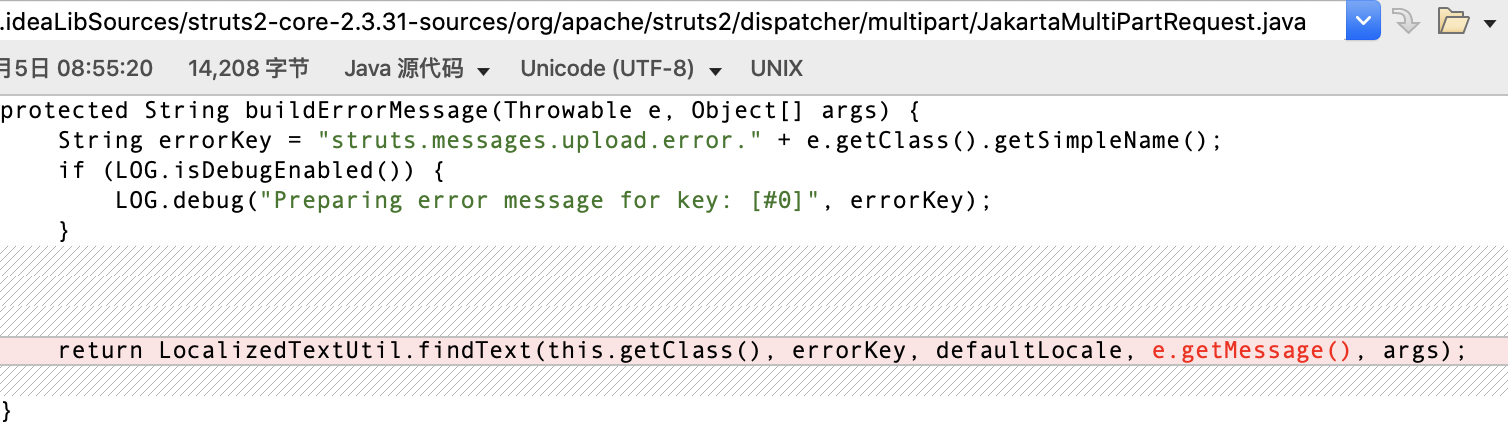 .ideaLibSources/struts2-core-2.3.31-sources/org/apache/struts2/dispatcher/multipart/JakartaMultiPartRequest.java
月5日 08:55:20 14,208 字节 Java 源代码 Unicode (UTF-8) UNIX
protected String buildErrorMessage(Throwable e, Object[] args) {
    String errorKey = "struts.messages.upload.error." + e.getClass().getSimpleName();
    if (LOG.isDebugEnabled()) {
        LOG.debug("Preparing error message for key: [#0]", errorKey);
    }
    return LocalizedTextUtil.findText(this.getClass(), errorKey, defaultLocale, e.getMessage(), args);
}